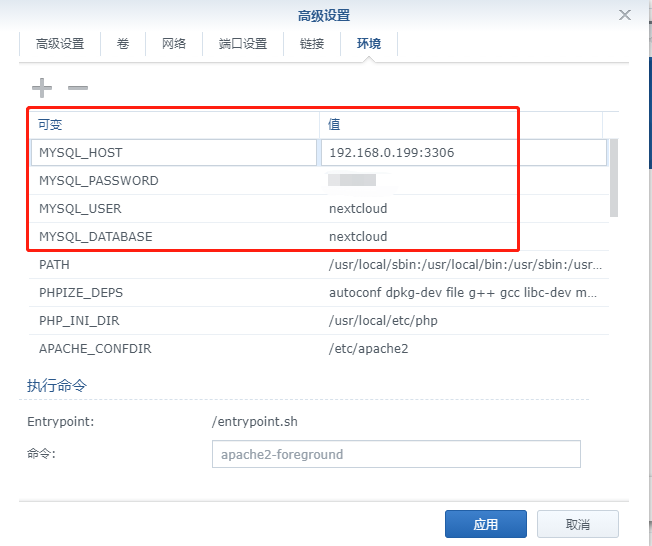 高级设置
高级设置 卷 网络 端口设置 链接 环境
可变 值
MYSQL_HOST 192.168.0.199:3306
MYSQL_PASSWORD
MYSQL_USER nextcloud
MYSQL_DATABASE nextcloud
PATH /usr/local/sbin:/usr/local/bin:/usr/sbin:/usr...
PHPIZE_DEPS autoconf dpkg-dev file g++ gcc libc-dev m...
PHP_INI_DIR /usr/local/etc/php
APACHE_CONFDIR /etc/apache2
执行命令
Entrypoint: /entrypoint.sh
命令: apache2-foreground
应用 取消